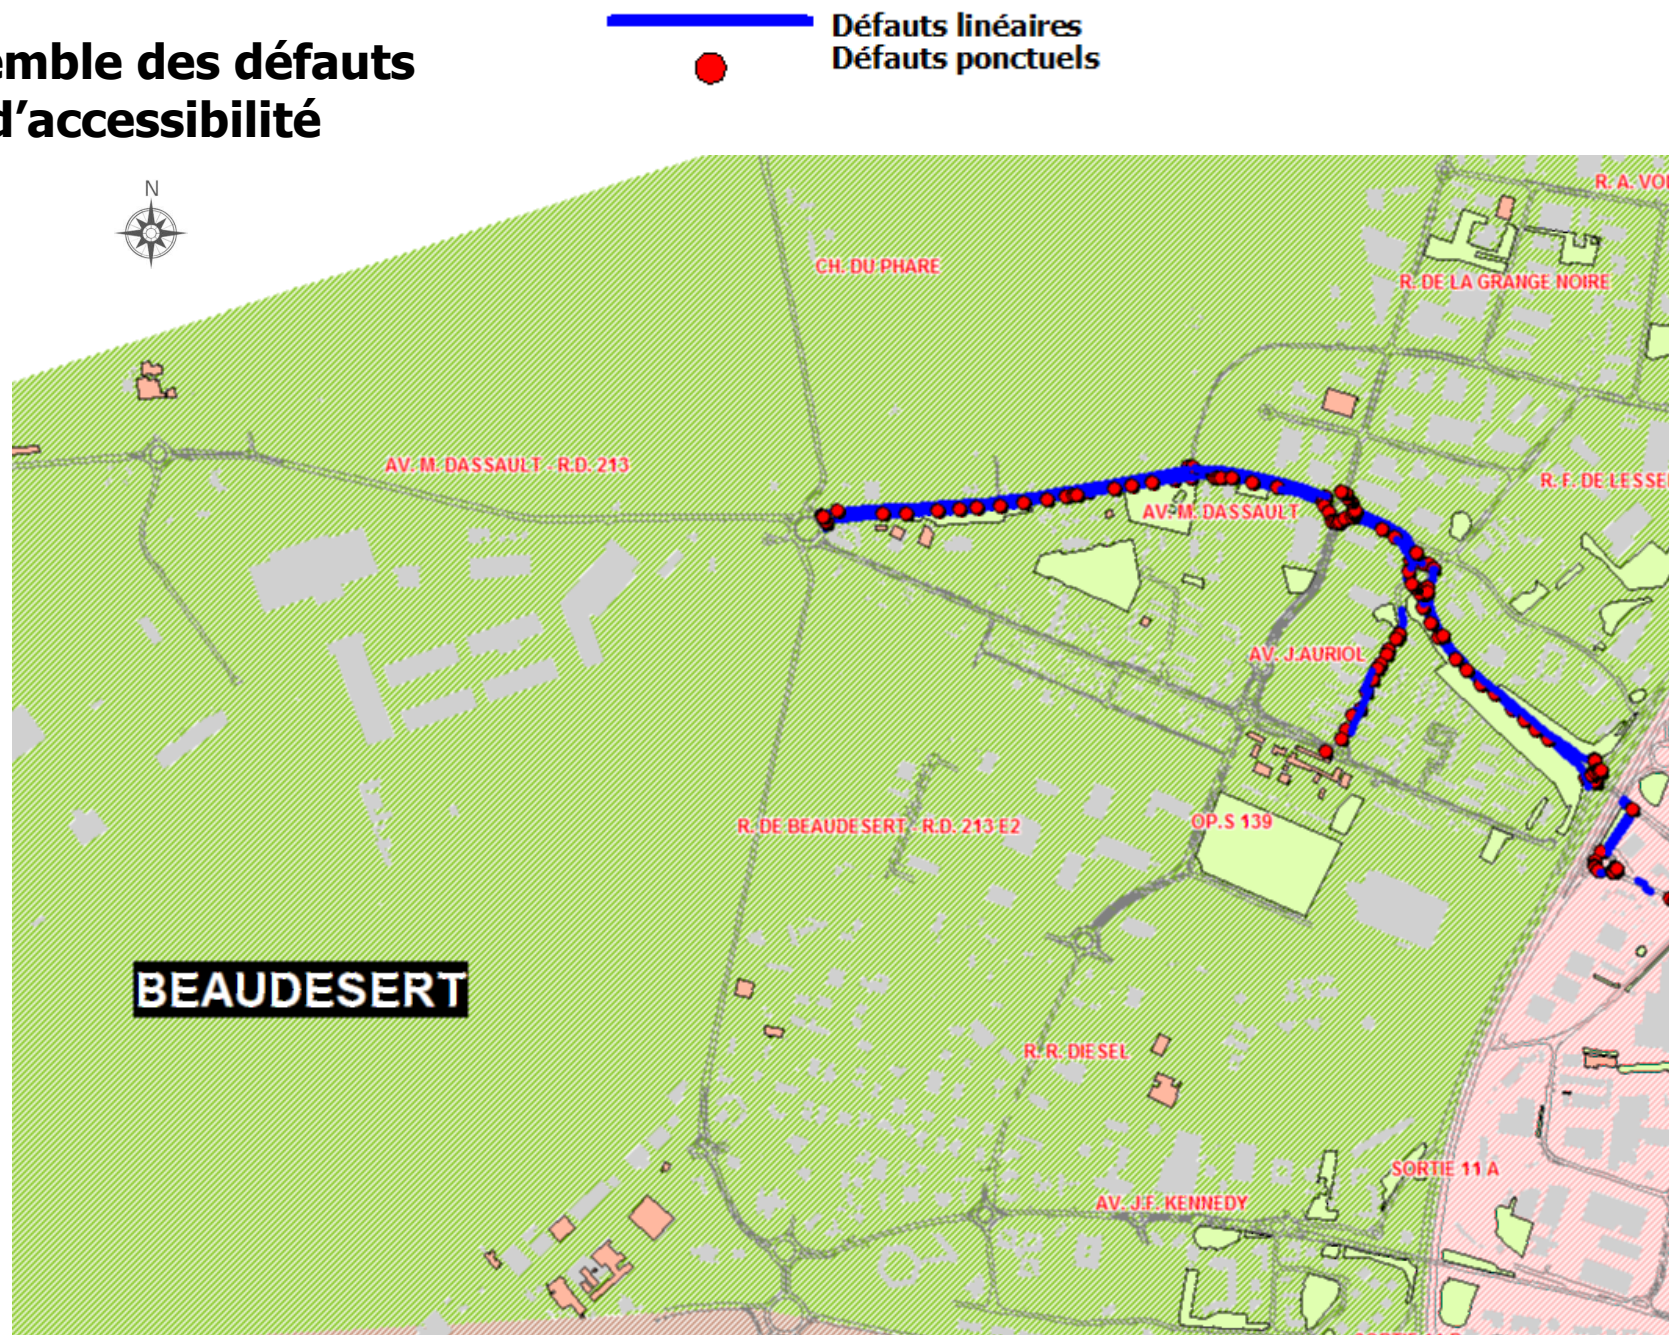 Défauts linéaires
Défauts ponctuels
emble des défauts
d’accessibilité
N
R. A. VOL
CH. DU PHARE
R. DE LA GRANGE NOIRE
AV. M. DASSAULT - R.D. 213
R. F. DE LESSE
AV. M. DASSAULT
AV. J.AURIOL
R. DE BEAUDESERT - R.D. 213 E2
OP.S 139
BEAUDESERT
R. R. DIESEL
SORTIE 11 A
AV. J.F. KENNEDY